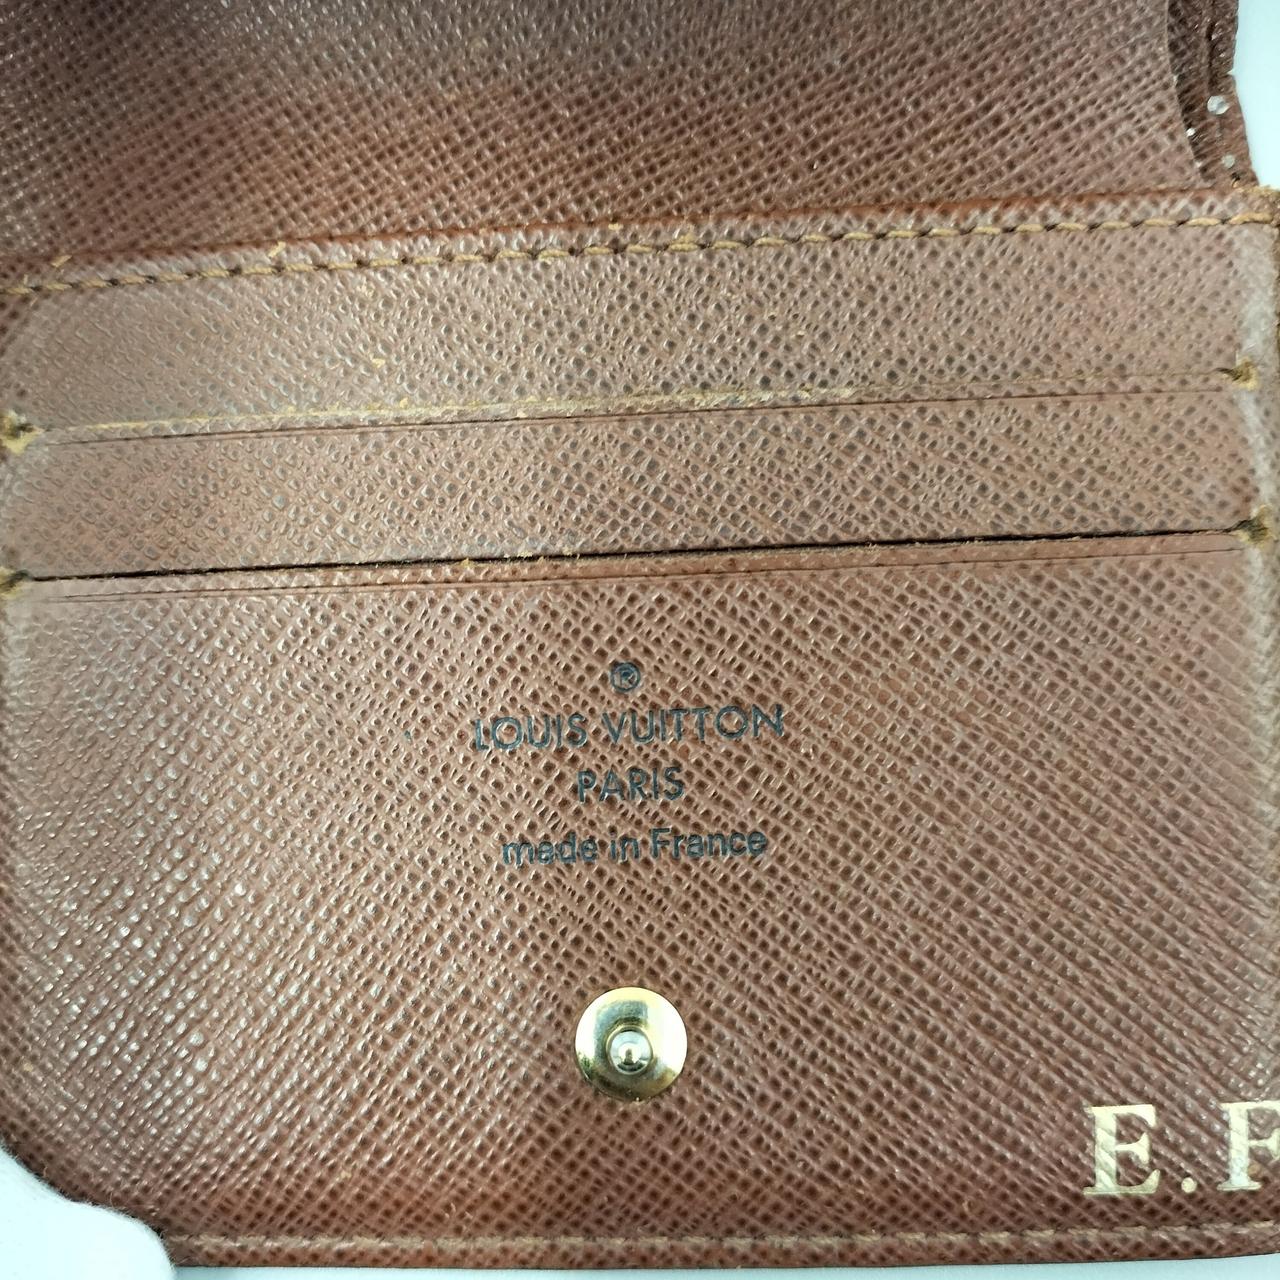 ®
LOUIS VUITTON
PARIS
made in France
E.F